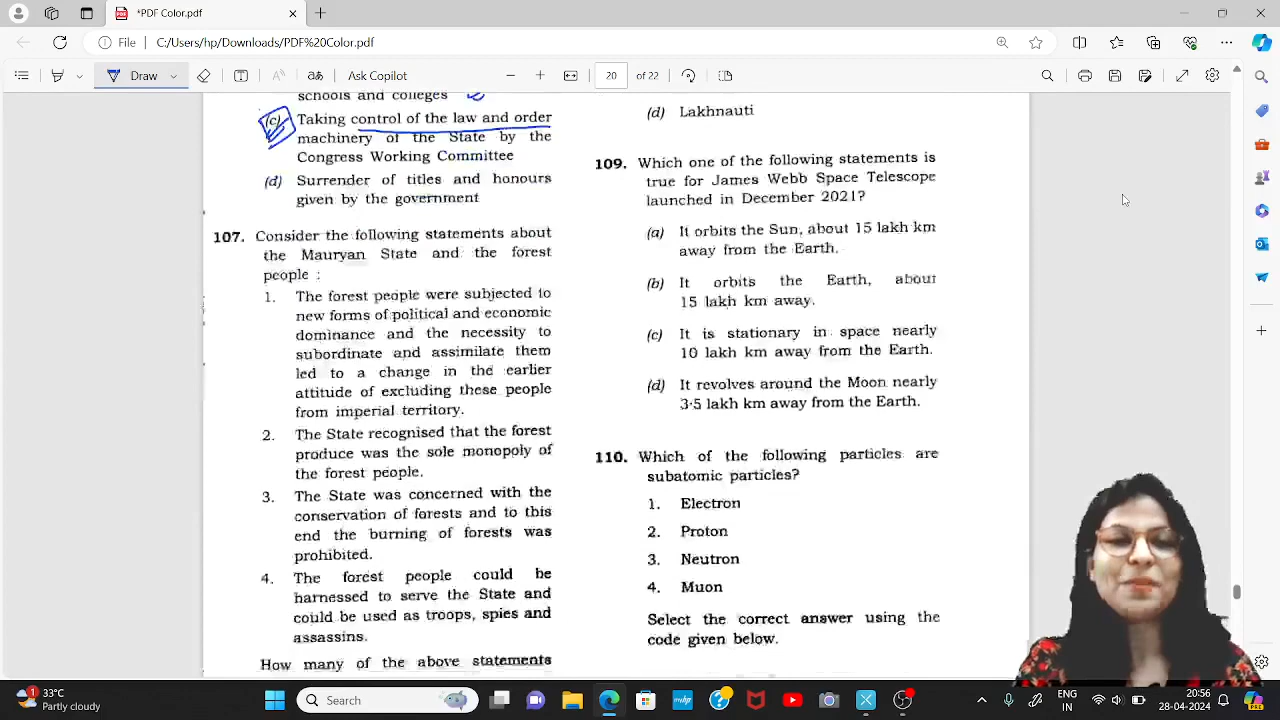 *PDF Color.pdf
File
C:/Users/hp/Downloads/PDF%20Color.pdf
Draw
Ask Copilot
20
of 22
schools and colleges
(c) Taking control of the law and order
machinery of the State by the
Congress Working Committee
(d) Surrender of titles and honours
given by the government
107. Consider the following statements about
the Mauryan State and the forest
people :
1. The forest people were subjected to
new forms of political and economic
dominance and the necessity to
subordinate and assimilate them
led to a change in the earlier
attitude of excluding these people
from imperial territory.
2. The State recognised that the forest
produce was the sole monopoly of
the forest people.
3. The State was concerned with the
conservation of forests and to this
end the burning of forests was
prohibited.
4. The forest people could be
harnessed to serve the State and
could be used as troops, spies and
assassins.
How many of the above statements
(d) Lakhnauti
109. Which one of the following statements is
true for James Webb Space Telescope
launched in December 2021?
(a) It orbits the Sun, about 15 lakh km
away from the Earth.
(b) It orbits the Earth, about
15 lakh km away.
(c) It is stationary in space nearly
10 lakh km away from the Earth.
(d) It revolves around the Moon nearly
3·5 lakh km away from the Earth.
110. Which of the following particles are
subatomic particles?
1. Electron
2. Proton
3. Neutron
4. Muon
Select the correct answer using the
code given below.
1
33°C
Partly cloudy
Search
ENG
IN
20:56
28-04-2024